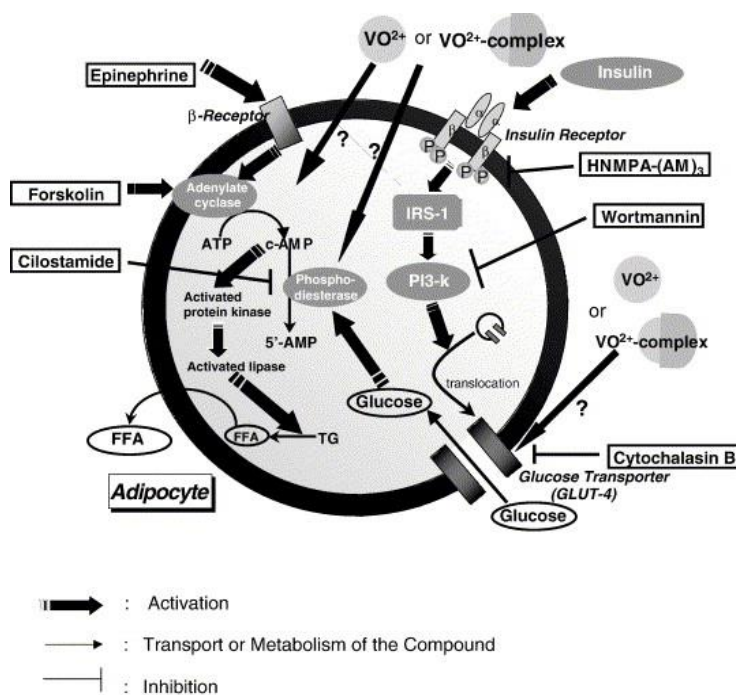 VO²⁺ or VO²⁺-complex
Epinephrine
Insulin
β-Receptor
?
?
α
α
β
β
P
P
P
P
Insulin Receptor
HNMPA-(AM)₃
Forskolin
Adenylate
cyclase
IRS-1
Wortmannin
ATP
c-AMP
Cilostamide
Phospho-
diesterase
PI3-k
VO²⁺
or
VO²⁺-complex
Activated
protein kinase
5'-AMP
Activated lipase
translocation
Glucose
?
FFA
FFA
TG
Cytochalasin B
Adipocyte
Glucose Transporter
(GLUT-4)
Glucose
: Activation
: Transport or Metabolism of the Compound
: Inhibition